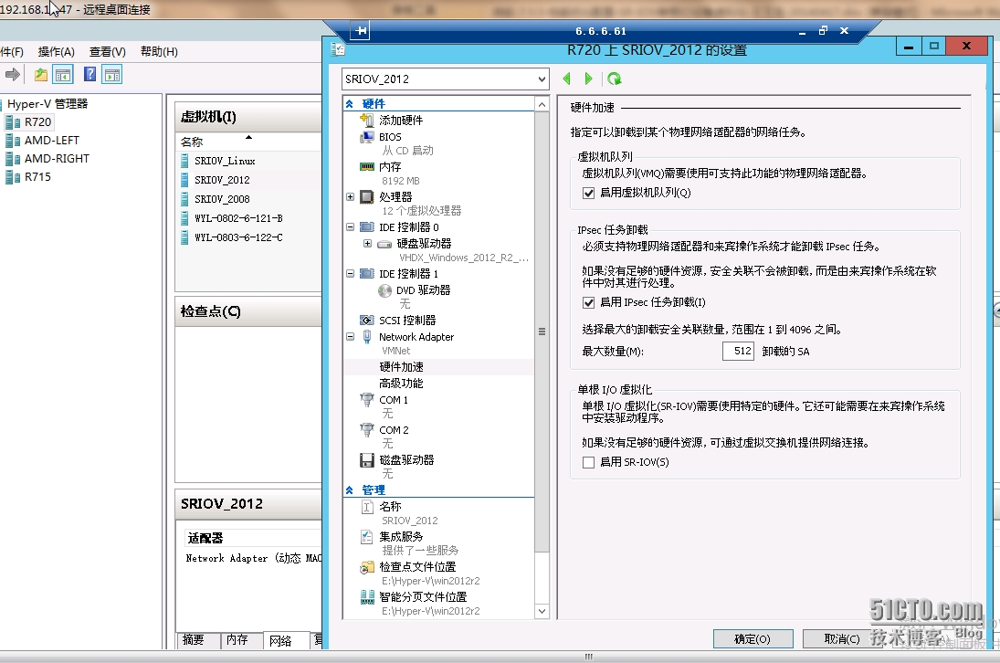 192.168.1
47 - 远程桌面连接
6.6.6.61
件(F) 操作(A) 查看(V) 帮助(H)
Hyper-V 管理器
R720
AMD-LEFT
AMD-RIGHT
R715
虚拟机(I)
名称
SRIOV_Linux
SRIOV_2012
SRIOV_2008
WYL-0802-6-121-B
WYL-0803-6-122-C
检查点(C)
SRIOV_2012
适配器
Network Adapter (动态 MAC
摘要 内存 网络
R720 上 SRIOV_2012 的设置
SRIOV_2012
硬件
添加硬件
BIOS
从 CD 启动
内存
8192 MB
处理器
12 个虚拟处理器
IDE 控制器 0
硬盘驱动器
VHDX_Windows_2012_R2_...
IDE 控制器 1
DVD 驱动器
无
SCSI 控制器
Network Adapter
VMNet
硬件加速
高级功能
COM 1
无
COM 2
无
磁盘驱动器
无
管理
名称
SRIOV_2012
集成服务
提供了一些服务
检查点文件位置
E:\Hyper-V\win2012r2
智能分页文件位置
E:\Hyper-V\win2012r2
硬件加速
指定可以卸载到某个物理网络适配器的网络任务。
虚拟机队列
虚拟机队列(VMQ)需要使用可支持此功能的物理网络适配器。
启用虚拟机队列(Q)
IPsec 任务卸载
必须支持物理网络适配器和来宾操作系统才能卸载 IPsec 任务。
如果没有足够的硬件资源，安全关联不会被卸载，而是由来宾操作系统在软
件中对其进行处理。
启用 IPsec 任务卸载(I)
选择最大的卸载安全关联数量，范围在 1 到 4096 之间。
最大数量(M): 512 卸载的 SA
单根 I/O 虚拟化
单根 I/O 虚拟化(SR-IOV)需要使用特定的硬件。它还可能需要在来宾操作系统
中安装驱动程序。
如果没有足够的硬件资源，可通过虚拟交换机提供网络连接。
启用 SR-IOV(S)
确定(O) 取消(C)
51CTO.com
技术博客 Blog